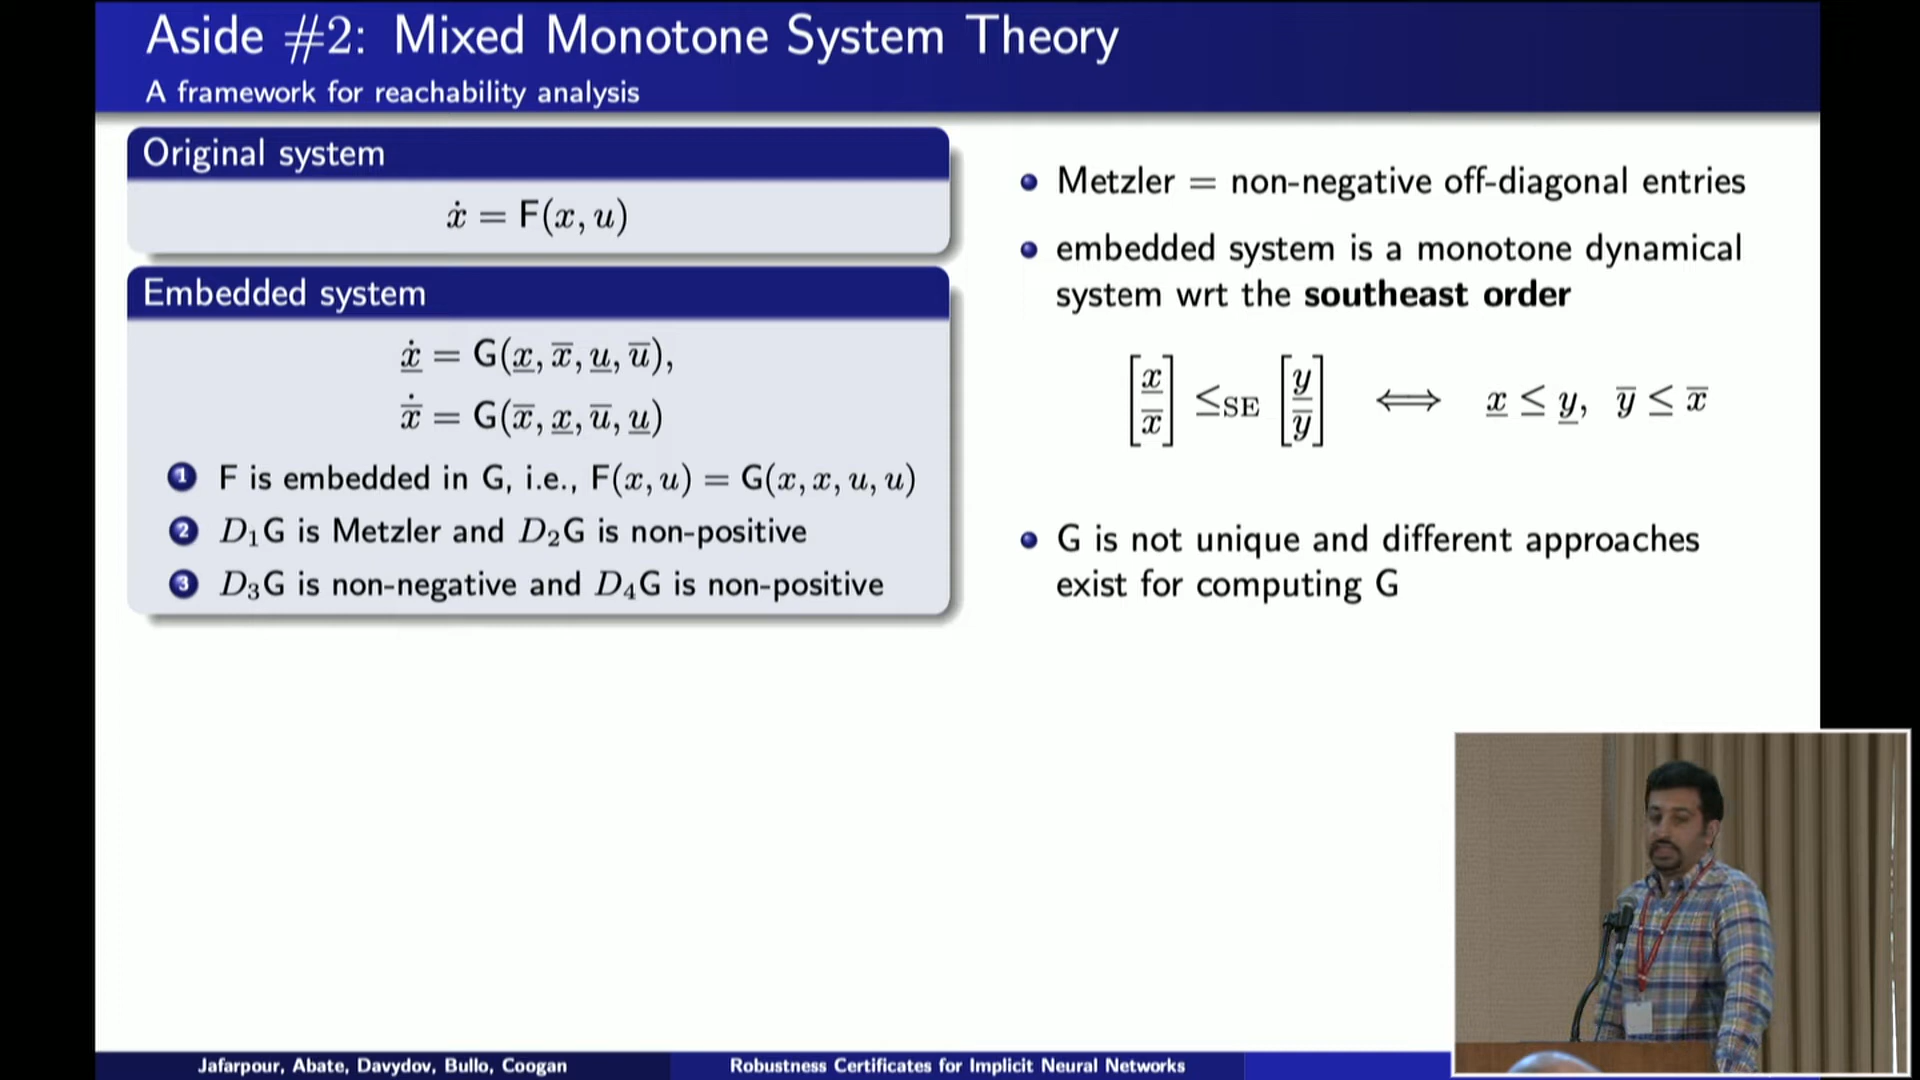 Aside #2: Mixed Monotone System Theory
A framework for reachability analysis
Original system
ẋ = F(x, u)
Embedded system
ẋ̲ = G(x̲, x̅, u̲, u̅),
ẋ̅ = G(x̅, x̲, u̅, u̲)
1 F is embedded in G, i.e., F(x, u) = G(x, x, u, u)
2 D₁G is Metzler and D₂G is non-positive
3 D₃G is non-negative and D₄G is non-positive
Metzler = non-negative off-diagonal entries
embedded system is a monotone dynamical
system wrt the southeast order
[x̲ x̅] ≤SE [y̲ y̅] ⟺ x̲ ≤ y̲, y̅ ≤ x̅
G is not unique and different approaches
exist for computing G
Jafarpour, Abate, Davydov, Bullo, Coogan
Robustness Certificates for Implicit Neural Networks